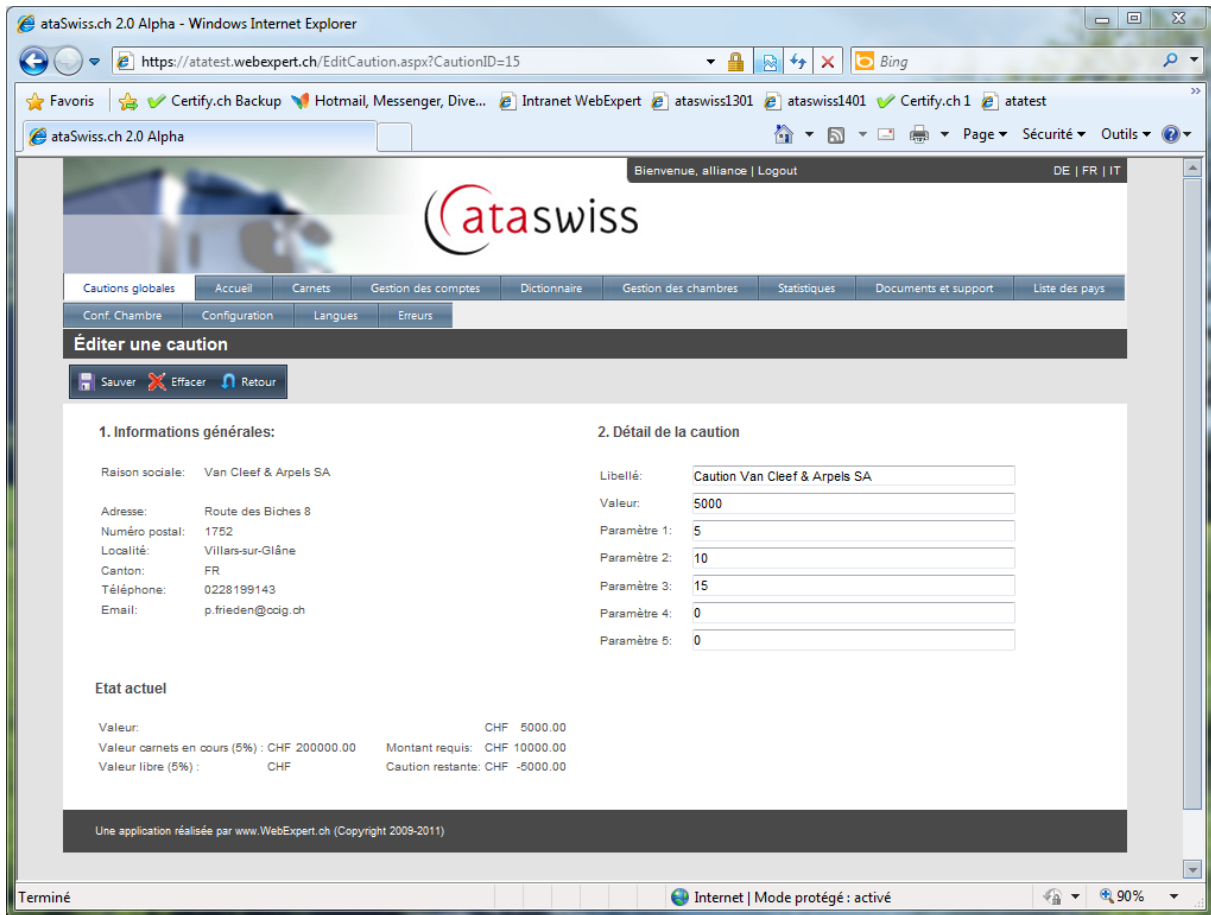 ataSwiss.ch 2.0 Alpha - Windows Internet Explorer
https://atatest.webexpert.ch/EditCaution.aspx?CautionID=15
Bing
Favoris Certify.ch Backup Hotmail, Messenger, Dive... Intranet WebExpert ataswiss1301 ataswiss1401 Certify.ch 1 atatest
ataSwiss.ch 2.0 Alpha Page Sécurité Outils
Bienvenue, alliance | Logout DE | FR | IT
ataswiss
Cautions globales Accueil Carnets Gestion des comptes Dictionnaire Gestion des chambres Statistiques Documents et support Liste des pays
Conf. Chambre Configuration Langues Erreurs
Éditer une caution
Sauver Effacer Retour
1. Informations générales:
Raison sociale: Van Cleef & Arpels SA
Adresse: Route des Biches 8
Numéro postal: 1752
Localité: Villars-sur-Glâne
Canton: FR
Téléphone: 0228199143
Email: p.frieden@ccig.ch
2. Détail de la caution
Libellé: Caution Van Cleef & Arpels SA
Valeur: 5000
Paramètre 1: 5
Paramètre 2: 10
Paramètre 3: 15
Paramètre 4: 0
Paramètre 5: 0
Etat actuel
Valeur: CHF 5000.00
Valeur carnets en cours (5%) : CHF 200000.00 Montant requis: CHF 10000.00
Valeur libre (5%) : CHF Caution restante: CHF -5000.00
Une application réalisée par www.WebExpert.ch (Copyright 2009-2011)
Terminé Internet | Mode protégé : activé 90%